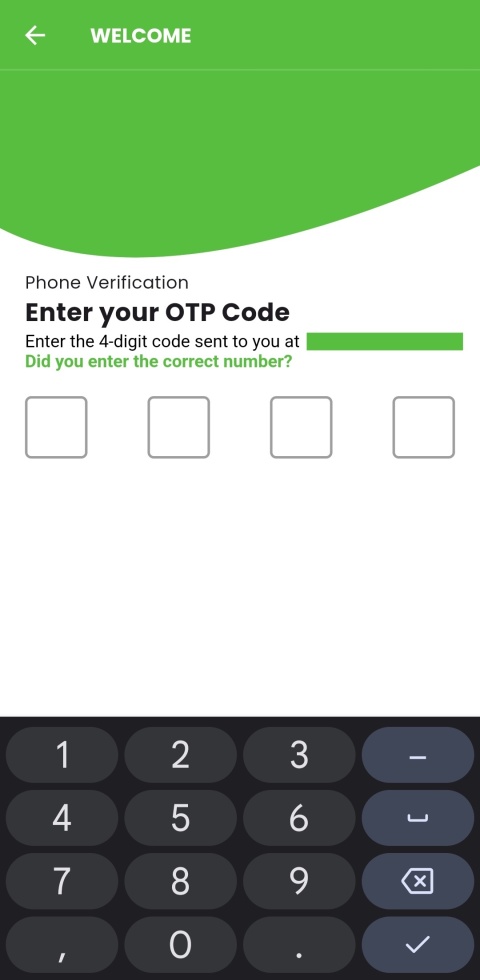 WELCOME
Phone Verification
Enter your OTP Code
Enter the 4-digit code sent to you at
Did you enter the correct number?
1 2 3 –
4 5 6
7 8 9
, 0 .